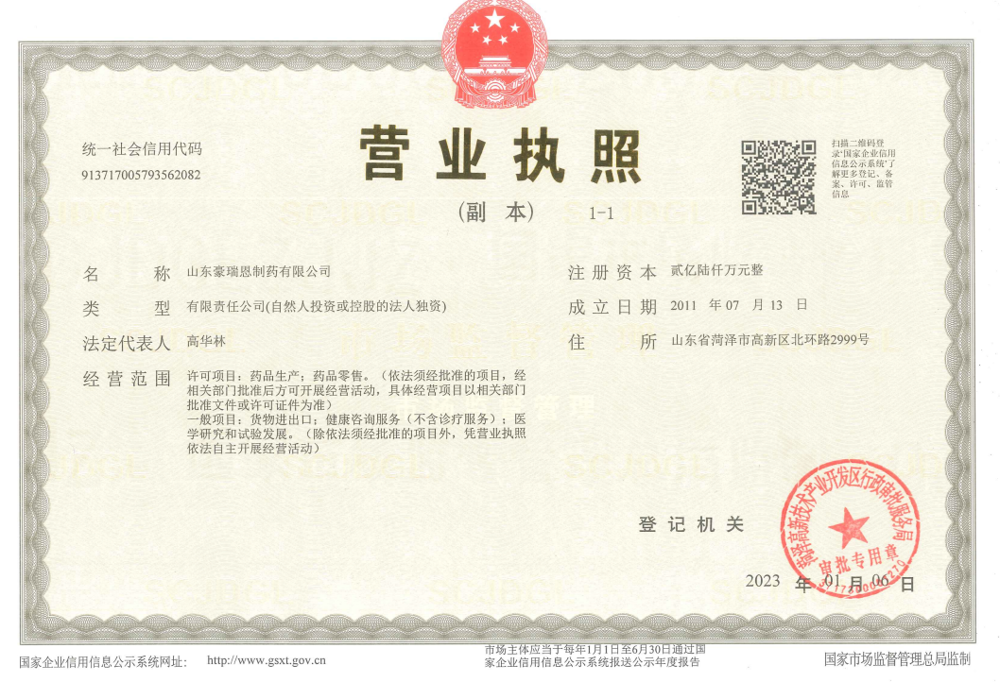 营业执照
(副 本) 1-1
统一社会信用代码
913717005793562082
扫描二维码登
录‘国家企业信用
信息公示系统’了
解更多登记、备
案、许可、监管
信息
名 称 山东豪瑞恩制药有限公司
类 型 有限责任公司(自然人投资或控股的法人独资)
法定代表人 高华林
经营范围 许可项目：药品生产；药品零售。（依法须经批准的项目，经
相关部门批准后方可开展经营活动，具体经营项目以相关部门
批准文件或许可证件为准）
一般项目：货物进出口；健康咨询服务（不含诊疗服务）；医
学研究和试验发展。（除依法须经批准的项目外，凭营业执照
依法自主开展经营活动）
注册资本 贰亿陆仟万元整
成立日期 2011 年 07 月 13 日
住 所 山东省菏泽市高新区北环路2999号
登记机关
菏泽高新技术产业开发区行政审批服务局
审批专用章
2023 年 01 月 06 日
国家企业信用信息公示系统网址： http://www.gsxt.gov.cn
市场主体应当于每年1月1日至6月30日通过国
家企业信用信息公示系统报送公示年度报告
国家市场监督管理总局监制